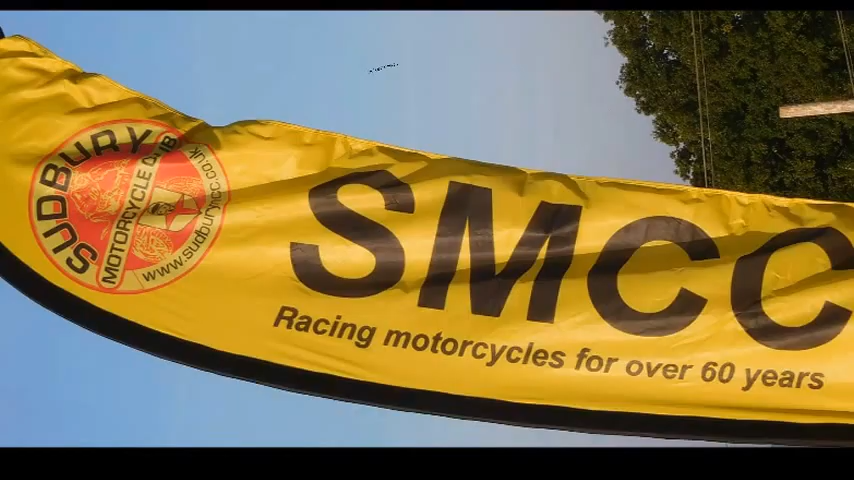 SUDBURY
MOTORCYCLE CLUB
www.sudburymcc.co.uk
SMCC
Racing motorcycles for over 60 years